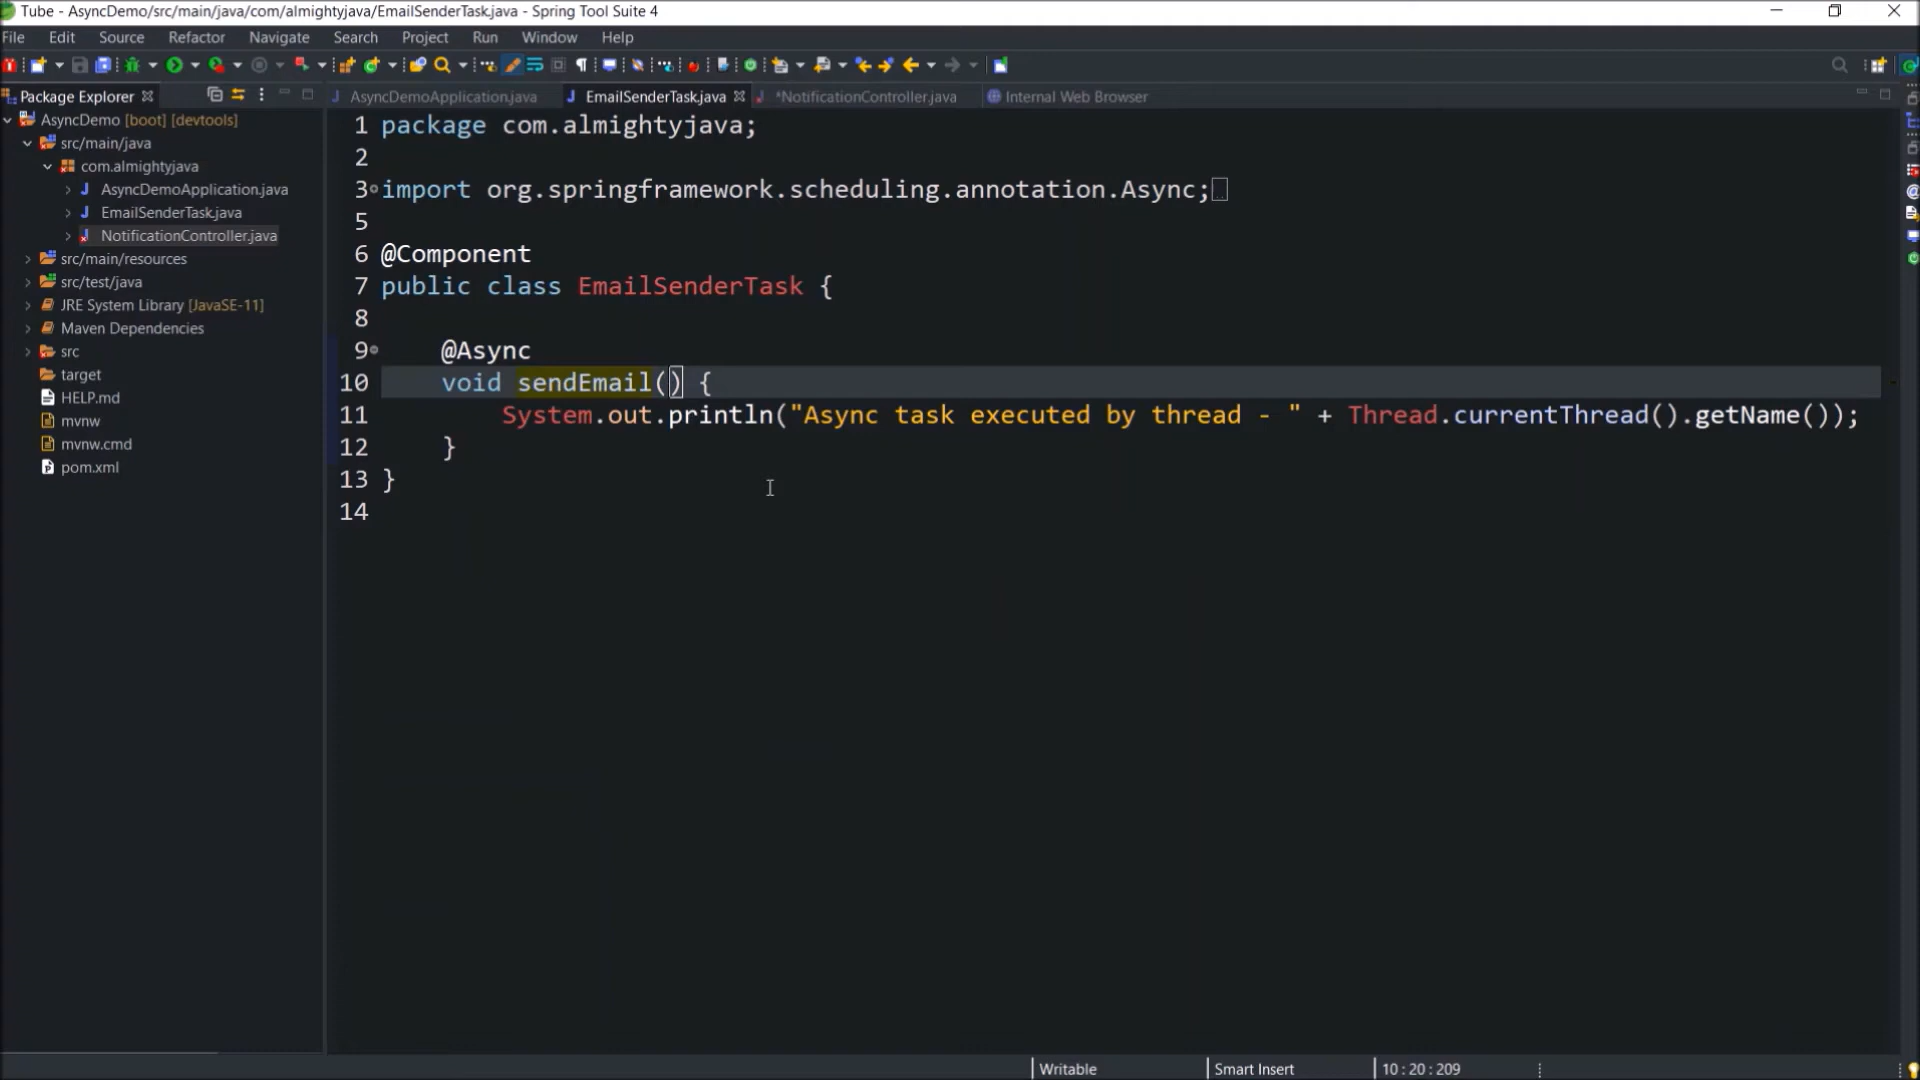 Tube - AsyncDemo/src/main/java/com/almightyjava/EmailSenderTask.java - Spring Tool Suite 4
File Edit Source Refactor Navigate Search Project Run Window Help
Package Explorer
AsyncDemoApplication.java EmailSenderTask.java *NotificationController.java Internal Web Browser
AsyncDemo [boot] [devtools]
src/main/java
com.almightyjava
AsyncDemoApplication.java
EmailSenderTask.java
NotificationController.java
src/main/resources
src/test/java
JRE System Library [JavaSE-11]
Maven Dependencies
src
target
HELP.md
mvnw
mvnw.cmd
pom.xml
1 package com.almightyjava;
2
3 import org.springframework.scheduling.annotation.Async;
5
6 @Component
7 public class EmailSenderTask {
8
9 @Async
10 void sendEmail() {
11 System.out.println("Async task executed by thread - " + Thread.currentThread().getName());
12 }
13 }
14
Writable Smart Insert 10 : 20 : 209